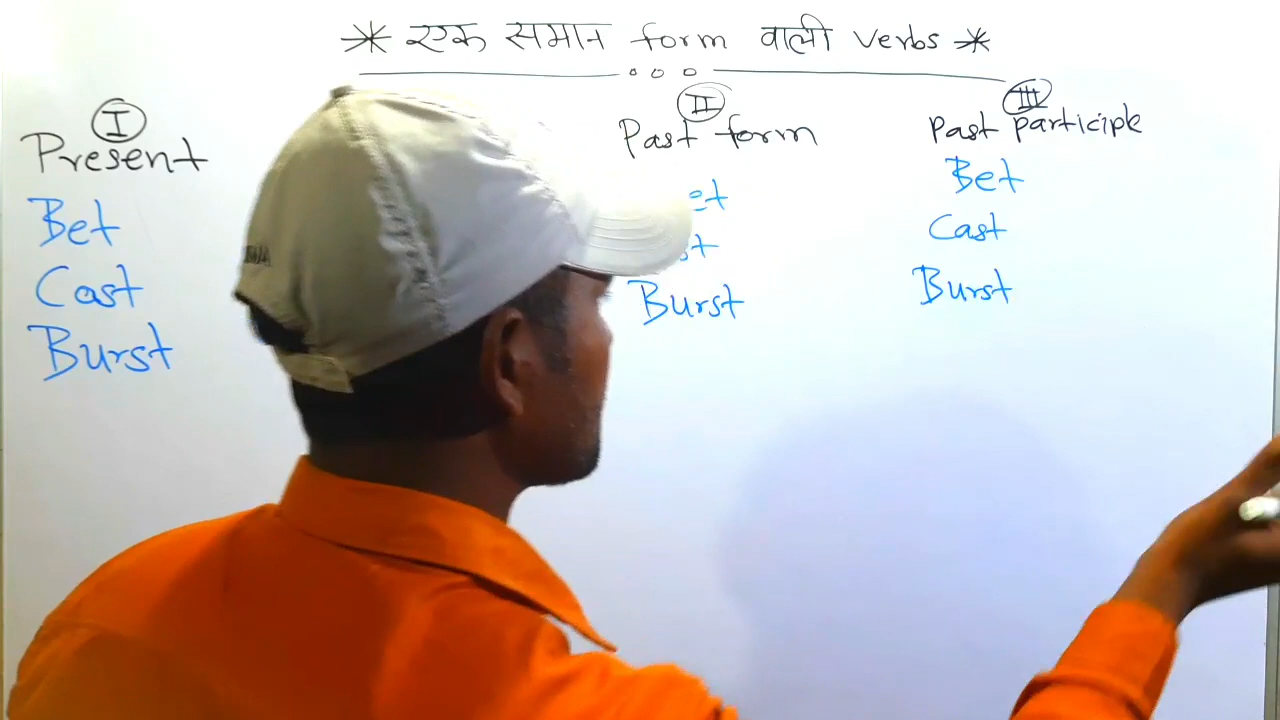 * एक समान form वाली verbs *
I II III
Present Past form Past participle
Bet Bet
Cast Cast
Burst Burst Burst